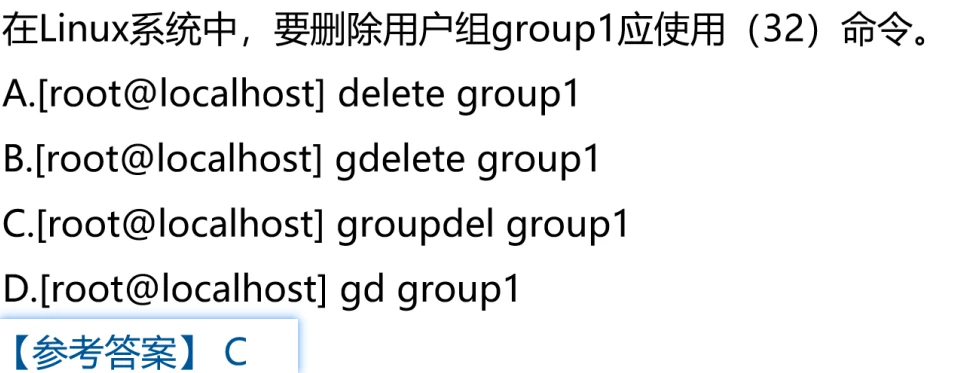 在Linux系统中，要删除用户组group1应使用（32）命令。
A.[root@localhost] delete group1
B.[root@localhost] gdelete group1
C.[root@localhost] groupdel group1
D.[root@localhost] gd group1
【参考答案】 C